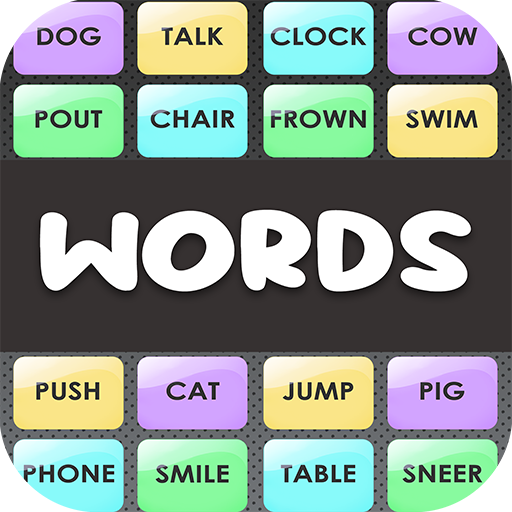 DOG TALK CLOCK COW
POUT CHAIR FROWN SWIM
WORDS
PUSH CAT JUMP PIG
PHONE SMILE TABLE SNEER